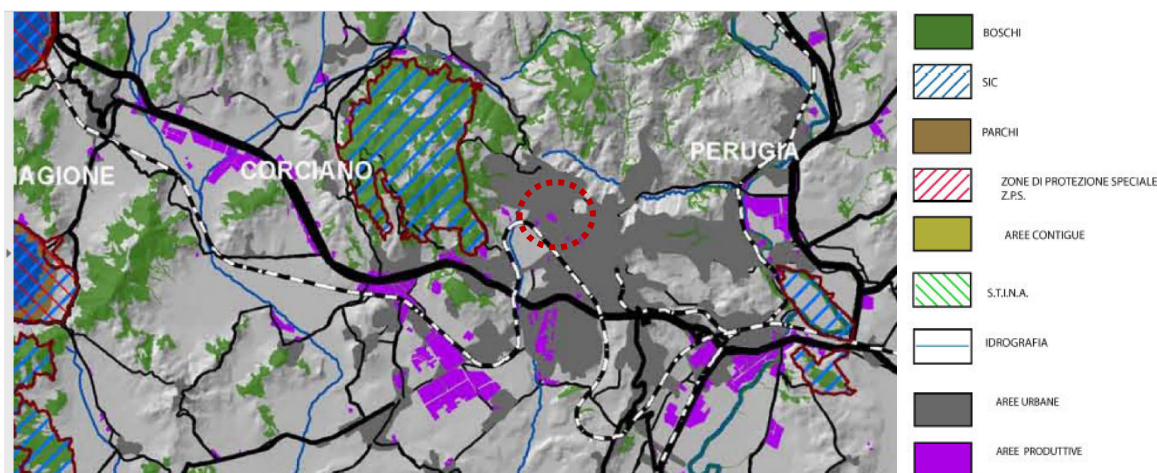 IAGIONE
CORCIANO
PERUGIA
BOSCHI
SIC
PARCHI
ZONE DI PROTEZIONE SPECIALE
Z.P.S.
AREE CONTIGUE
S.T.I.N.A.
IDROGRAFIA
AREE URBANE
AREE PRODUTTIVE